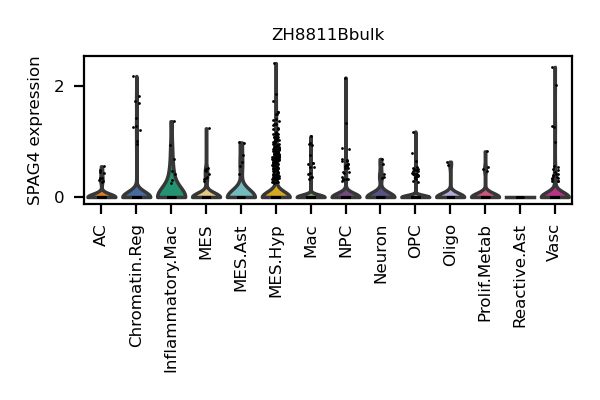 ZH8811Bbulk
SPAG4 expression
2
0
AC
Chromatin.Reg
Inflammatory.Mac
MES
MES.Ast
MES.Hyp
Mac
NPC
Neuron
OPC
Oligo
Prolif.Metab
Reactive.Ast
Vasc